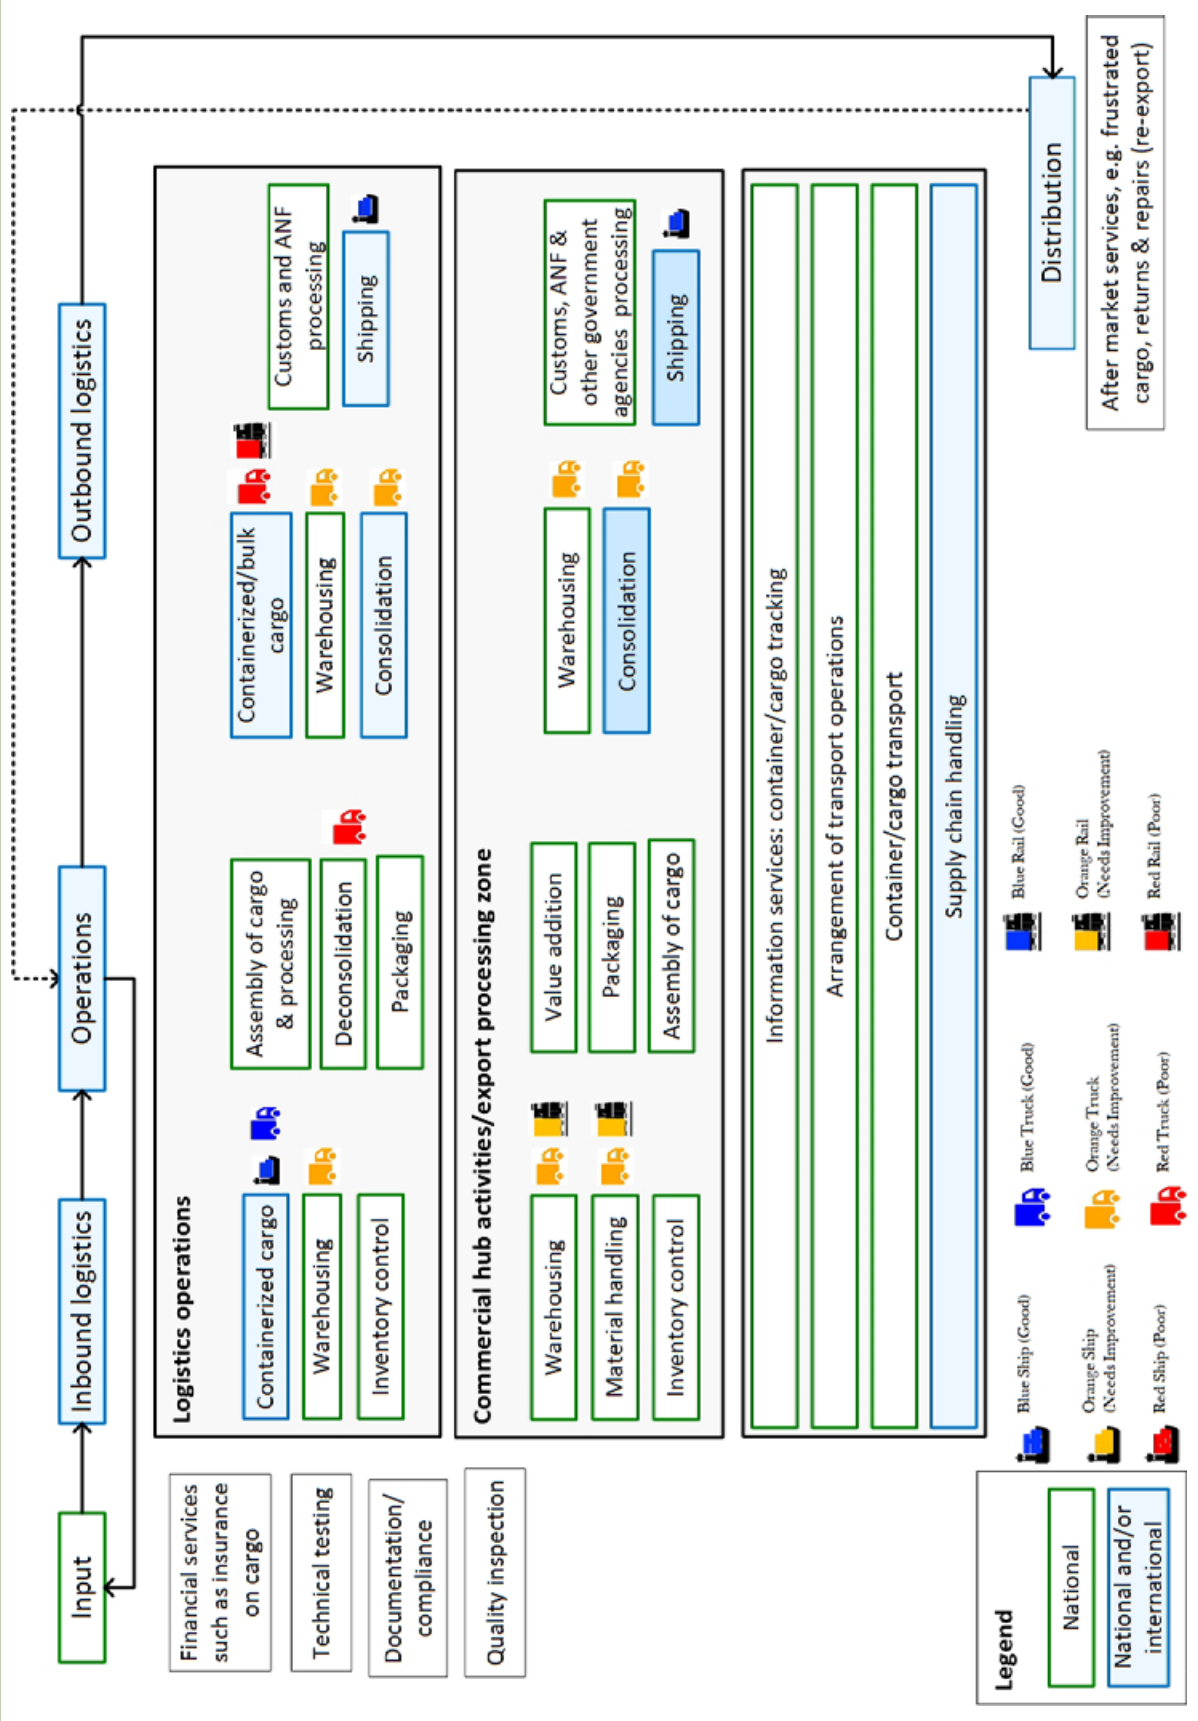 Input
Inbound logistics
Operations
Outbound logistics
Distribution
After market services, e.g. frustrated
cargo, returns & repairs (re-export)
Financial services
such as insurance
on cargo
Technical testing
Documentation/
compliance
Quality inspection
Logistics operations
Containerized cargo
Warehousing
Inventory control
Assembly of cargo
& processing
Deconsolidation
Packaging
Containerized/bulk
cargo
Warehousing
Consolidation
Customs and ANF
processing
Shipping
Commercial hub activities/export processing zone
Warehousing
Material handling
Inventory control
Value addition
Packaging
Assembly of cargo
Warehousing
Consolidation
Customs, ANF &
other government
agencies processing
Shipping
Information services: container/cargo tracking
Arrangement of transport operations
Container/cargo transport
Supply chain handling
Legend
National
National and/or
international
Blue Ship (Good)
Orange Ship
(Needs Improvement)
Red Ship (Poor)
Blue Truck (Good)
Orange Truck
(Needs Improvement)
Red Truck (Poor)
Blue Rail (Good)
Orange Rail
(Needs Improvement)
Red Rail (Poor)